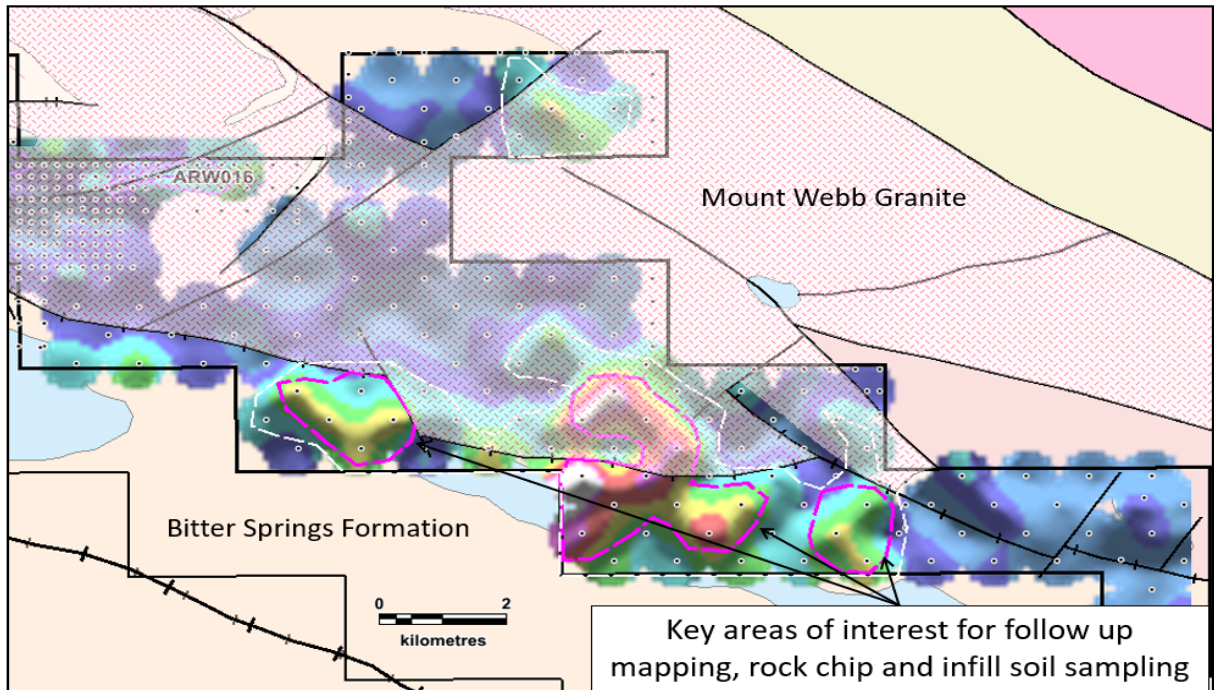 ARW016
Mount Webb Granite
Bitter Springs Formation
0 2
kilometres
Key areas of interest for follow up
mapping, rock chip and infill soil sampling